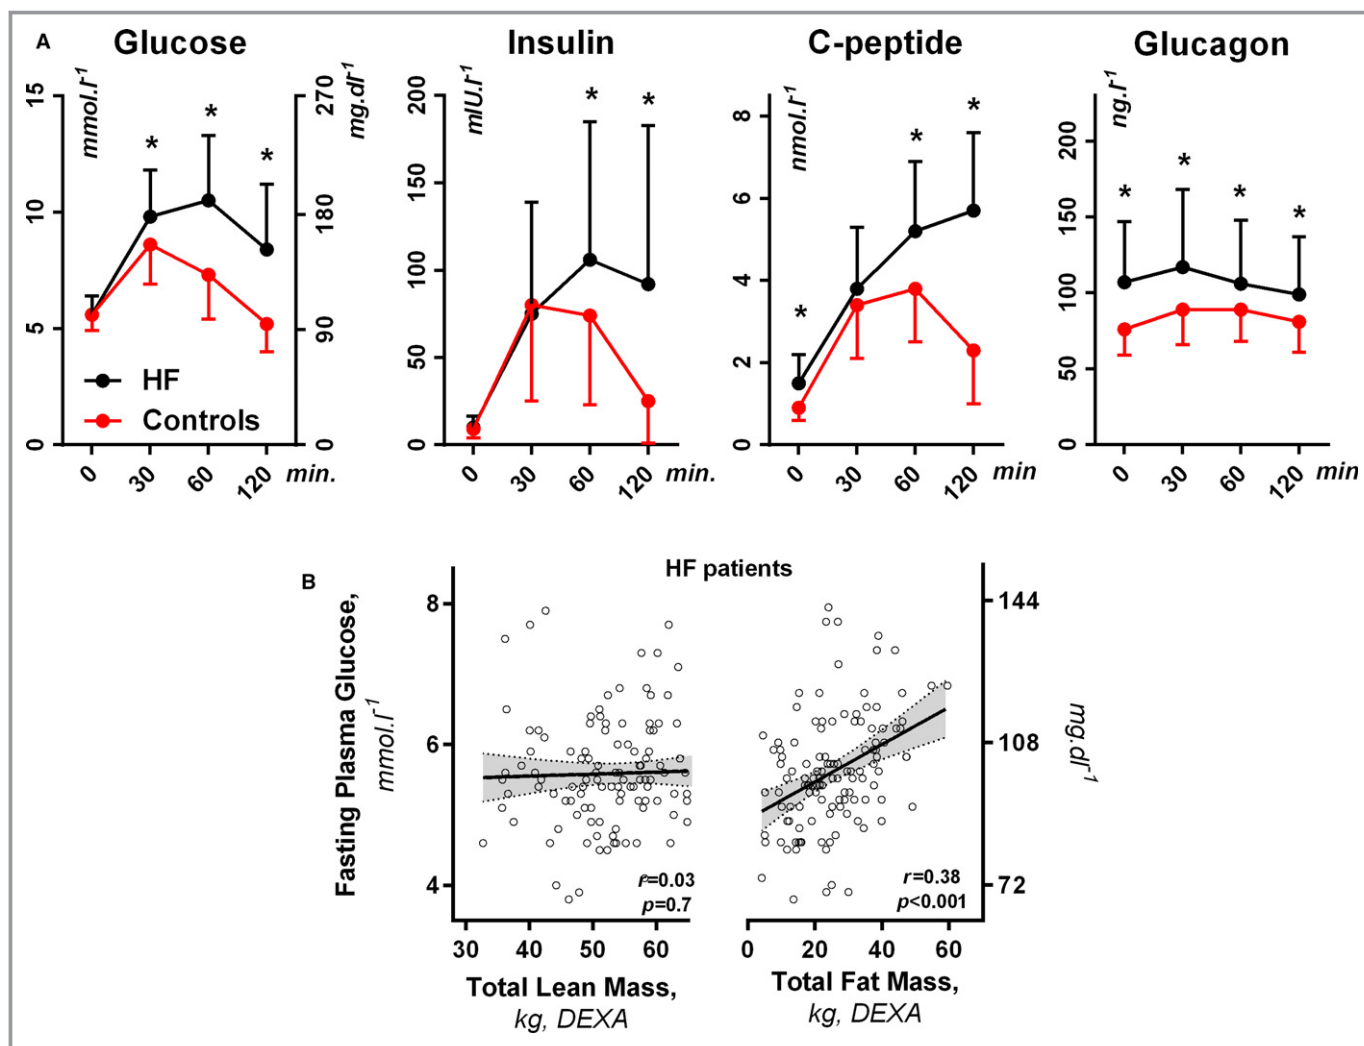 A
Glucose
Insulin
C-peptide
Glucagon
mmol.l-1
15
10
5
0
mg.dl-1
270
180
90
0
* * *
HF
Controls
0 30 60 120 min.
mIU.l-1
200
150
100
50
0
* *
0 30 60 120 min.
nmol.l-1
8
6
4
2
0
* * *
0 30 60 120 min.
ng.l-1
200
150
100
50
0
* * * *
0 30 60 120 min
B
HF patients
Fasting Plasma Glucose,
mmol.l-1
8
6
4
r=0.03
p=0.7
30 40 50 60
Total Lean Mass,
kg, DEXA
r=0.38
p<0.001
0 20 40 60
Total Fat Mass,
kg, DEXA
144
108
72
mg.dl-1